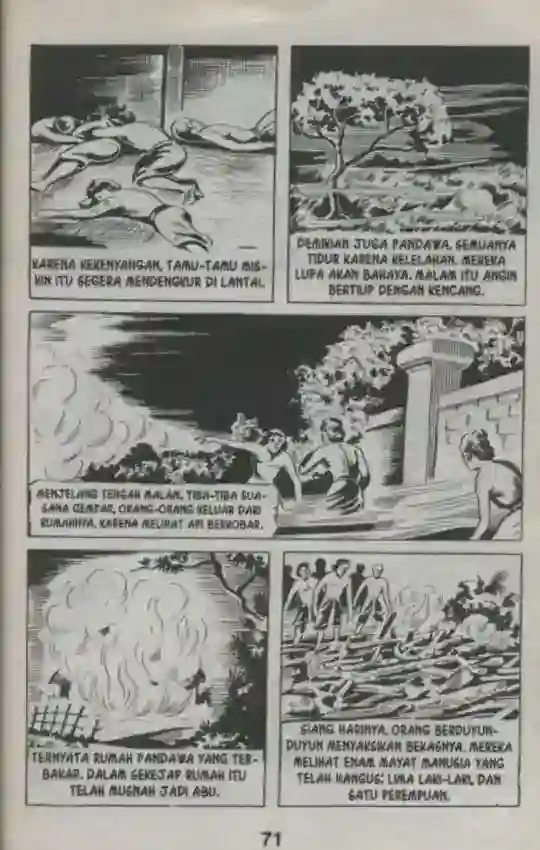 KARENA KEKENYANGAN, TAMU-TAMU MIS-
KIN ITU SEGERA MENDENGKUR DI LANTAI.
DEMIKIAN JUGA PANDAWA. SEMUANYA
TIDUR KARENA KELELAHAN. MEREKA
LUPA AKAN BAHAYA. MALAM ITU ANGIN
BERTIUP DENGAN KENCANG.
MENJELANG TENGAH MALAM, TIBA-TIBA SUA-
SANA GEMPAR, ORANG-ORANG KELUAR DARI
RUMAHNYA, KARENA MELIHAT API BERKOBAR.
TERNYATA RUMAH PANDAWA YANG TER-
BAKAR. DALAM SEKEJAP RUMAH ITU
TELAH MUSNAH JADI ABU.
SIANG HARINYA, ORANG BERDUYUN-
DUYUN MENYAKSIKAN BEKASNYA. MEREKA
MELIHAT ENAM MAYAT MANUSIA YANG
TELAH HANGUS: LIMA LAKI-LAKI, DAN
SATU PEREMPUAN.
71